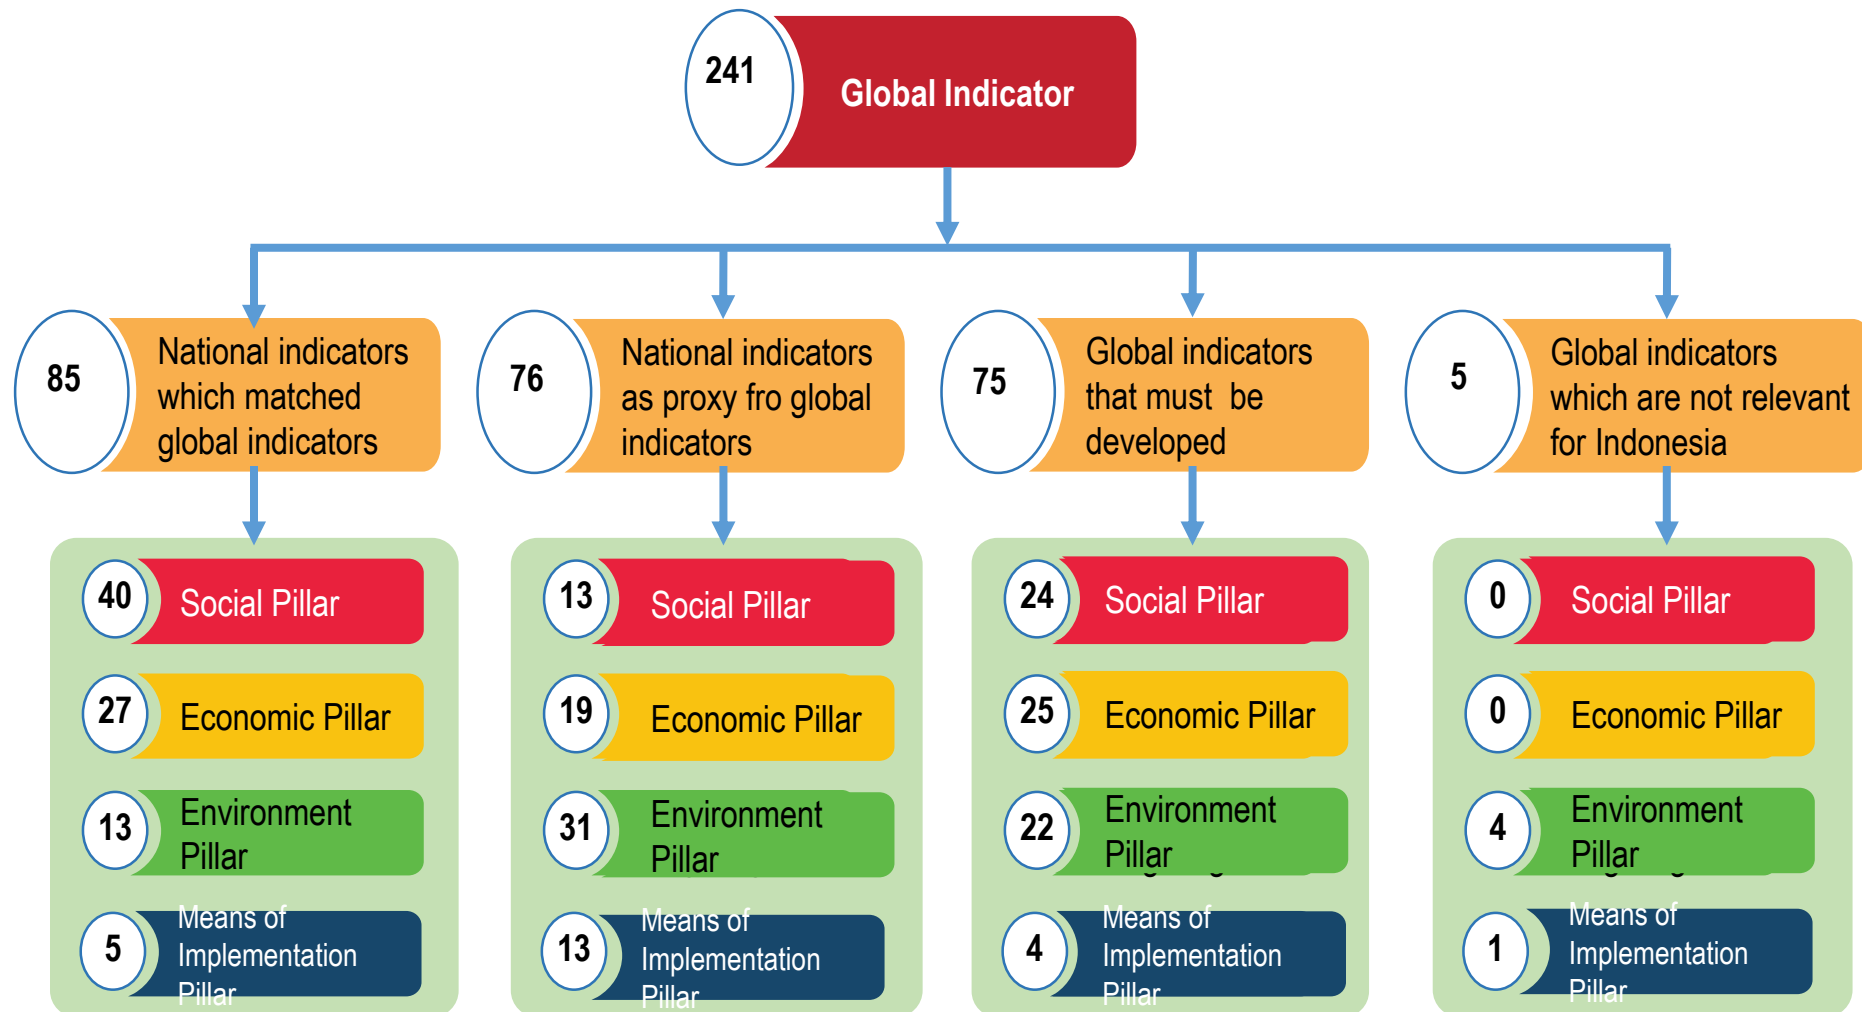 241
Global Indicator
85
National indicators
which matched
global indicators
76
National indicators
as proxy fro global
indicators
75
Global indicators
that must be
developed
5
Global indicators
which are not relevant
for Indonesia
40
Social Pillar
27
Economic Pillar
13
Environment
Pillar
5
Means of
Implementation
Pillar
13
Social Pillar
19
Economic Pillar
31
Environment
Pillar
13
Means of
Implementation
Pillar
24
Social Pillar
25
Economic Pillar
22
Environment
Pillar
4
Means of
Implementation
Pillar
0
Social Pillar
0
Economic Pillar
4
Environment
Pillar
1
Means of
Implementation
Pillar